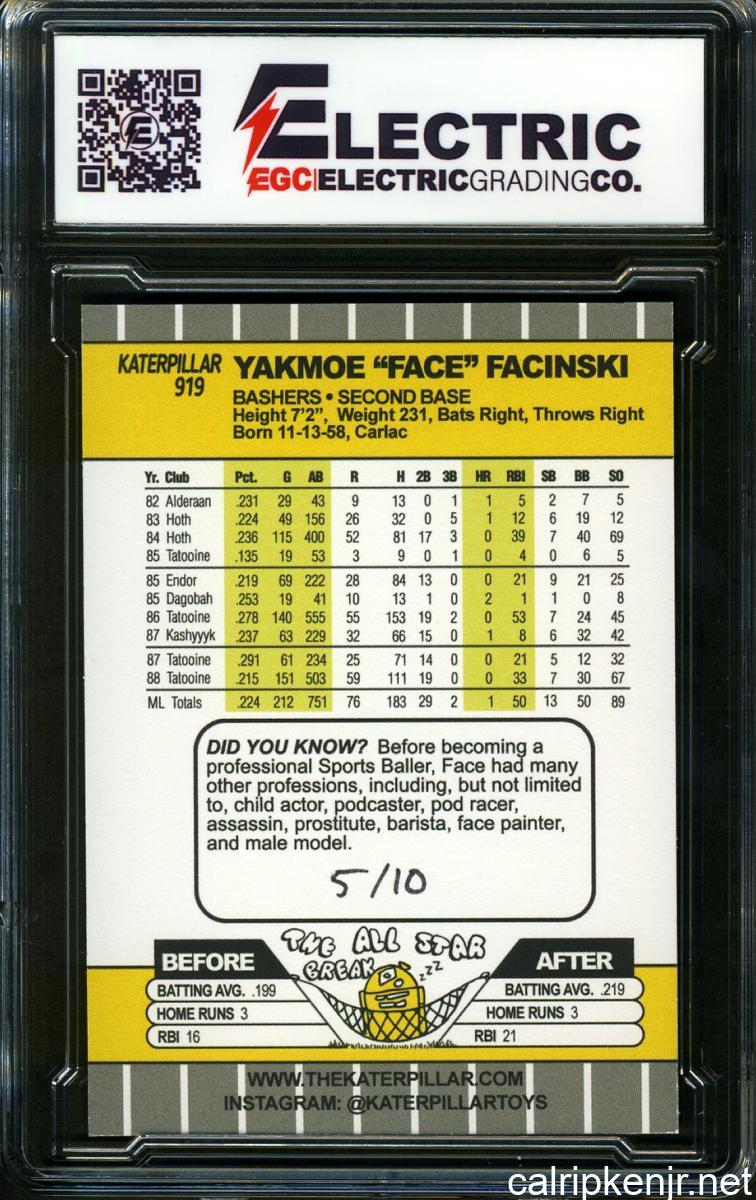 ELECTRIC
EGC|ELECTRICGRADINGCO.
KATERPILLAR
919
YAKMOE “FACE” FACINSKI
BASHERS • SECOND BASE
Height 7'2", Weight 231, Bats Right, Throws Right
Born 11-13-58, Carlac
Yr. Club Pct. G AB R H 2B 3B HR RBI SB BB SO
82 Alderaan .231 29 43 9 13 0 1 1 5 2 7 5
83 Hoth .224 49 156 26 32 0 5 1 12 6 19 12
84 Hoth .236 115 400 52 81 17 3 0 39 7 40 69
85 Tatooine .135 19 53 3 9 0 1 0 4 0 6 5
85 Endor .219 69 222 28 84 13 0 0 21 9 21 25
85 Dagobah .253 19 41 10 13 1 0 2 1 1 0 8
86 Tatooine .278 140 555 55 153 19 2 0 53 7 24 45
87 Kashyyyk .237 63 229 32 66 15 0 1 8 6 32 42
87 Tatooine .291 61 234 25 71 14 0 0 21 5 12 32
88 Tatooine .215 151 503 59 111 19 0 0 33 7 30 67
ML Totals .224 212 751 76 183 29 2 1 50 13 50 89
DID YOU KNOW? Before becoming a
professional Sports Baller, Face had many
other professions, including, but not limited
to, child actor, podcaster, pod racer,
assassin, prostitute, barista, face painter,
and male model.
5/10
THE ALL STAR
BREAK
zzz
BEFORE
BATTING AVG. .199
HOME RUNS 3
RBI 16
AFTER
BATTING AVG. .219
HOME RUNS 3
RBI 21
WWW.THEKATERPILLAR.COM
INSTAGRAM: @KATERPILLARTOYS
calripkenjr.net